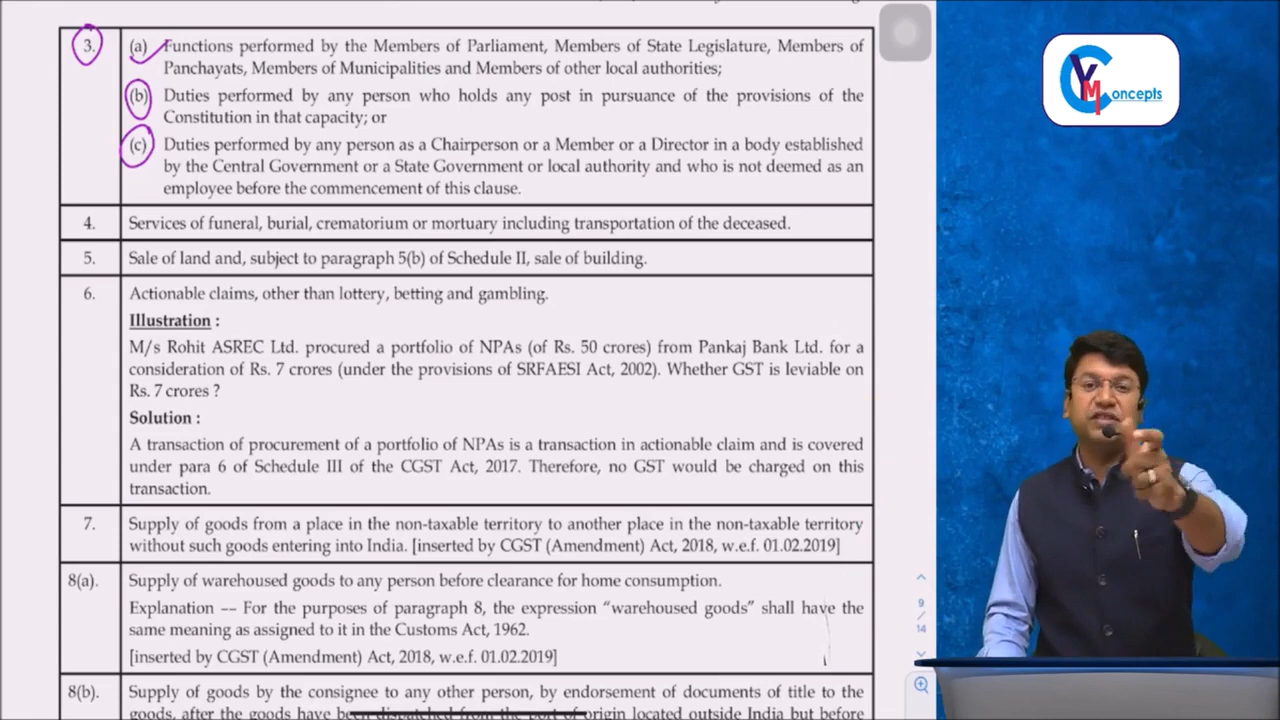 3. (a) Functions performed by the Members of Parliament, Members of State Legislature, Members of
Panchayats, Members of Municipalities and Members of other local authorities;
(b) Duties performed by any person who holds any post in pursuance of the provisions of the
Constitution in that capacity; or
(c) Duties performed by any person as a Chairperson or a Member or a Director in a body established
by the Central Government or a State Government or local authority and who is not deemed as an
employee before the commencement of this clause.
4. Services of funeral, burial, crematorium or mortuary including transportation of the deceased.
5. Sale of land and, subject to paragraph 5(b) of Schedule II, sale of building.
6. Actionable claims, other than lottery, betting and gambling.
Illustration :
M/s Rohit ASREC Ltd. procured a portfolio of NPAs (of Rs. 50 crores) from Pankaj Bank Ltd. for a
consideration of Rs. 7 crores (under the provisions of SRFAESI Act, 2002). Whether GST is leviable on
Rs. 7 crores ?
Solution :
A transaction of procurement of a portfolio of NPAs is a transaction in actionable claim and is covered
under para 6 of Schedule III of the CGST Act, 2017. Therefore, no GST would be charged on this
transaction.
7. Supply of goods from a place in the non-taxable territory to another place in the non-taxable territory
without such goods entering into India. [inserted by CGST (Amendment) Act, 2018, w.e.f. 01.02.2019]
8(a). Supply of warehoused goods to any person before clearance for home consumption.
Explanation -- For the purposes of paragraph 8, the expression “warehoused goods” shall have the
same meaning as assigned to it in the Customs Act, 1962.
[inserted by CGST (Amendment) Act, 2018, w.e.f. 01.02.2019]
8(b). Supply of goods by the consignee to any other person, by endorsement of documents of title to the
goods, after the goods have been dispatched from the port of origin located outside India but before
9
/
14
CYM
oncepts